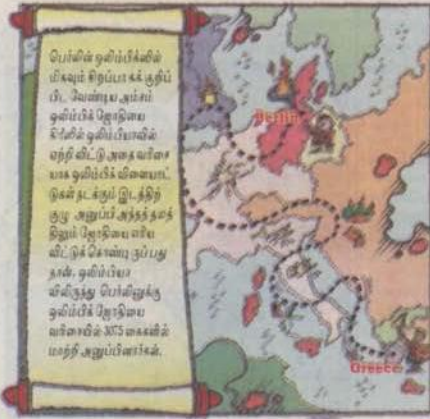 பெர்லின் ஒலிம்பிக்ஸில்
மிகவும் சிறப்பாகக் குறிப்
பிட வேண்டிய அம்சம்
ஒலிம்பிக் ஜோதியை
கிரீஸில் ஒலிம்பியாவில்
ஏற்றி விட்டு அதை வரிசை
யாக ஒலிம்பிக் விளையாட்
டுகள் நடக்கும் இடத்திற்
குழு அனுப்பி அந்தத்
திலும் ஜோதியை எரிய
விட்டுக் கொண்டிருப்பது
தான். ஒலிம்பியா
விலிருந்து பெர்லினுக்கு
ஒலிம்பிக் ஜோதியை
வரிசையில் 3075 கைகளில்
மாற்றி அனுப்பினார்கள்.
Berlin
Greece